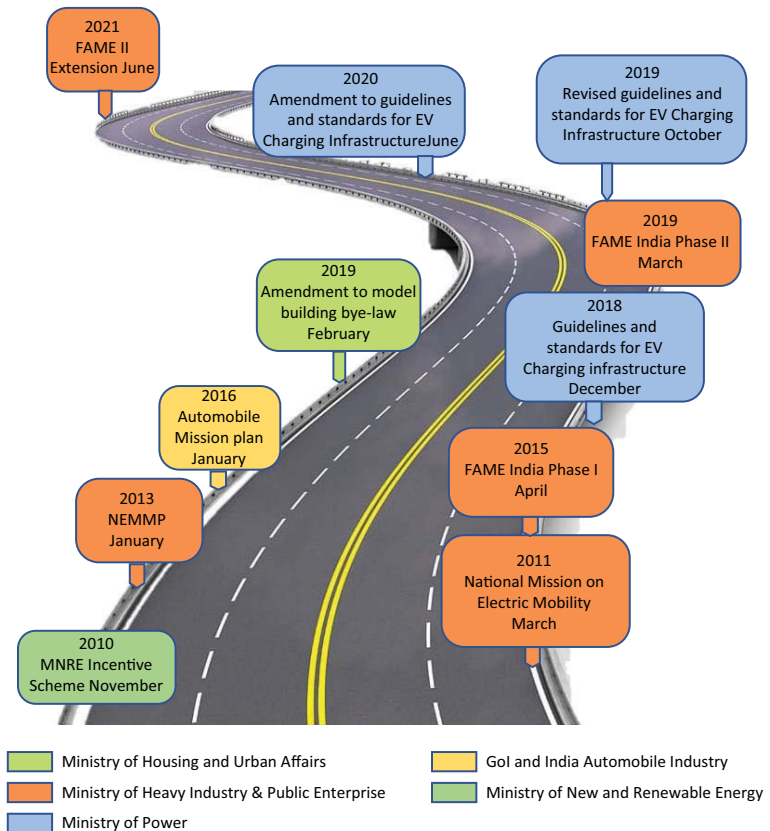 2021
FAME II
Extension June
2020
Amendment to guidelines
and standards for EV
Charging InfrastructureJune
2019
Revised guidelines and
standards for EV Charging
Infrastructure October
2019
FAME India Phase II
March
2019
Amendment to model
building bye-law
February
2018
Guidelines and
standards for EV
Charging infrastructure
December
2016
Automobile
Mission plan
January
2015
FAME India Phase I
April
2013
NEMMP
January
2011
National Mission on
Electric Mobility
March
2010
MNRE Incentive
Scheme November
Ministry of Housing and Urban Affairs
GoI and India Automobile Industry
Ministry of Heavy Industry & Public Enterprise
Ministry of New and Renewable Energy
Ministry of Power